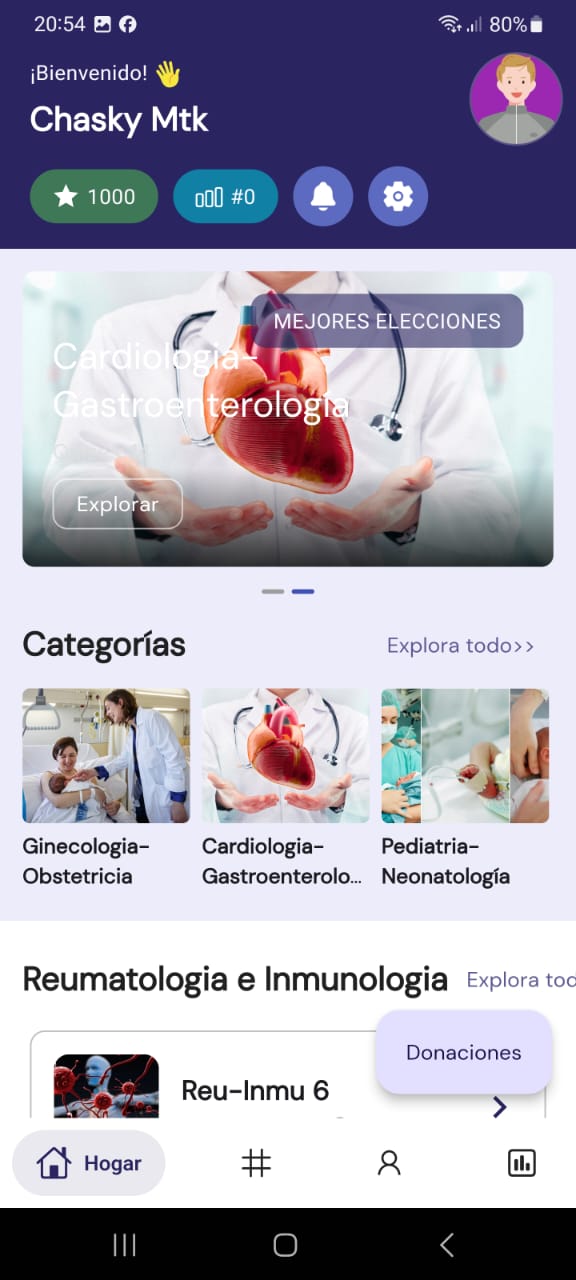 20:54
80%
¡Bienvenido! 👋
Chasky Mtk
1000
#0
MEJORES ELECCIONES
Cardiologia-
Gastroenterologia
Explorar
Categorías
Explora todo>>
Ginecologia-
Obstetricia
Cardiologia-
Gastroenterolo...
Pediatria-
Neonatología
Reumatologia e Inmunologia
Explora tod
Donaciones
Reu-Inmu 6
Hogar